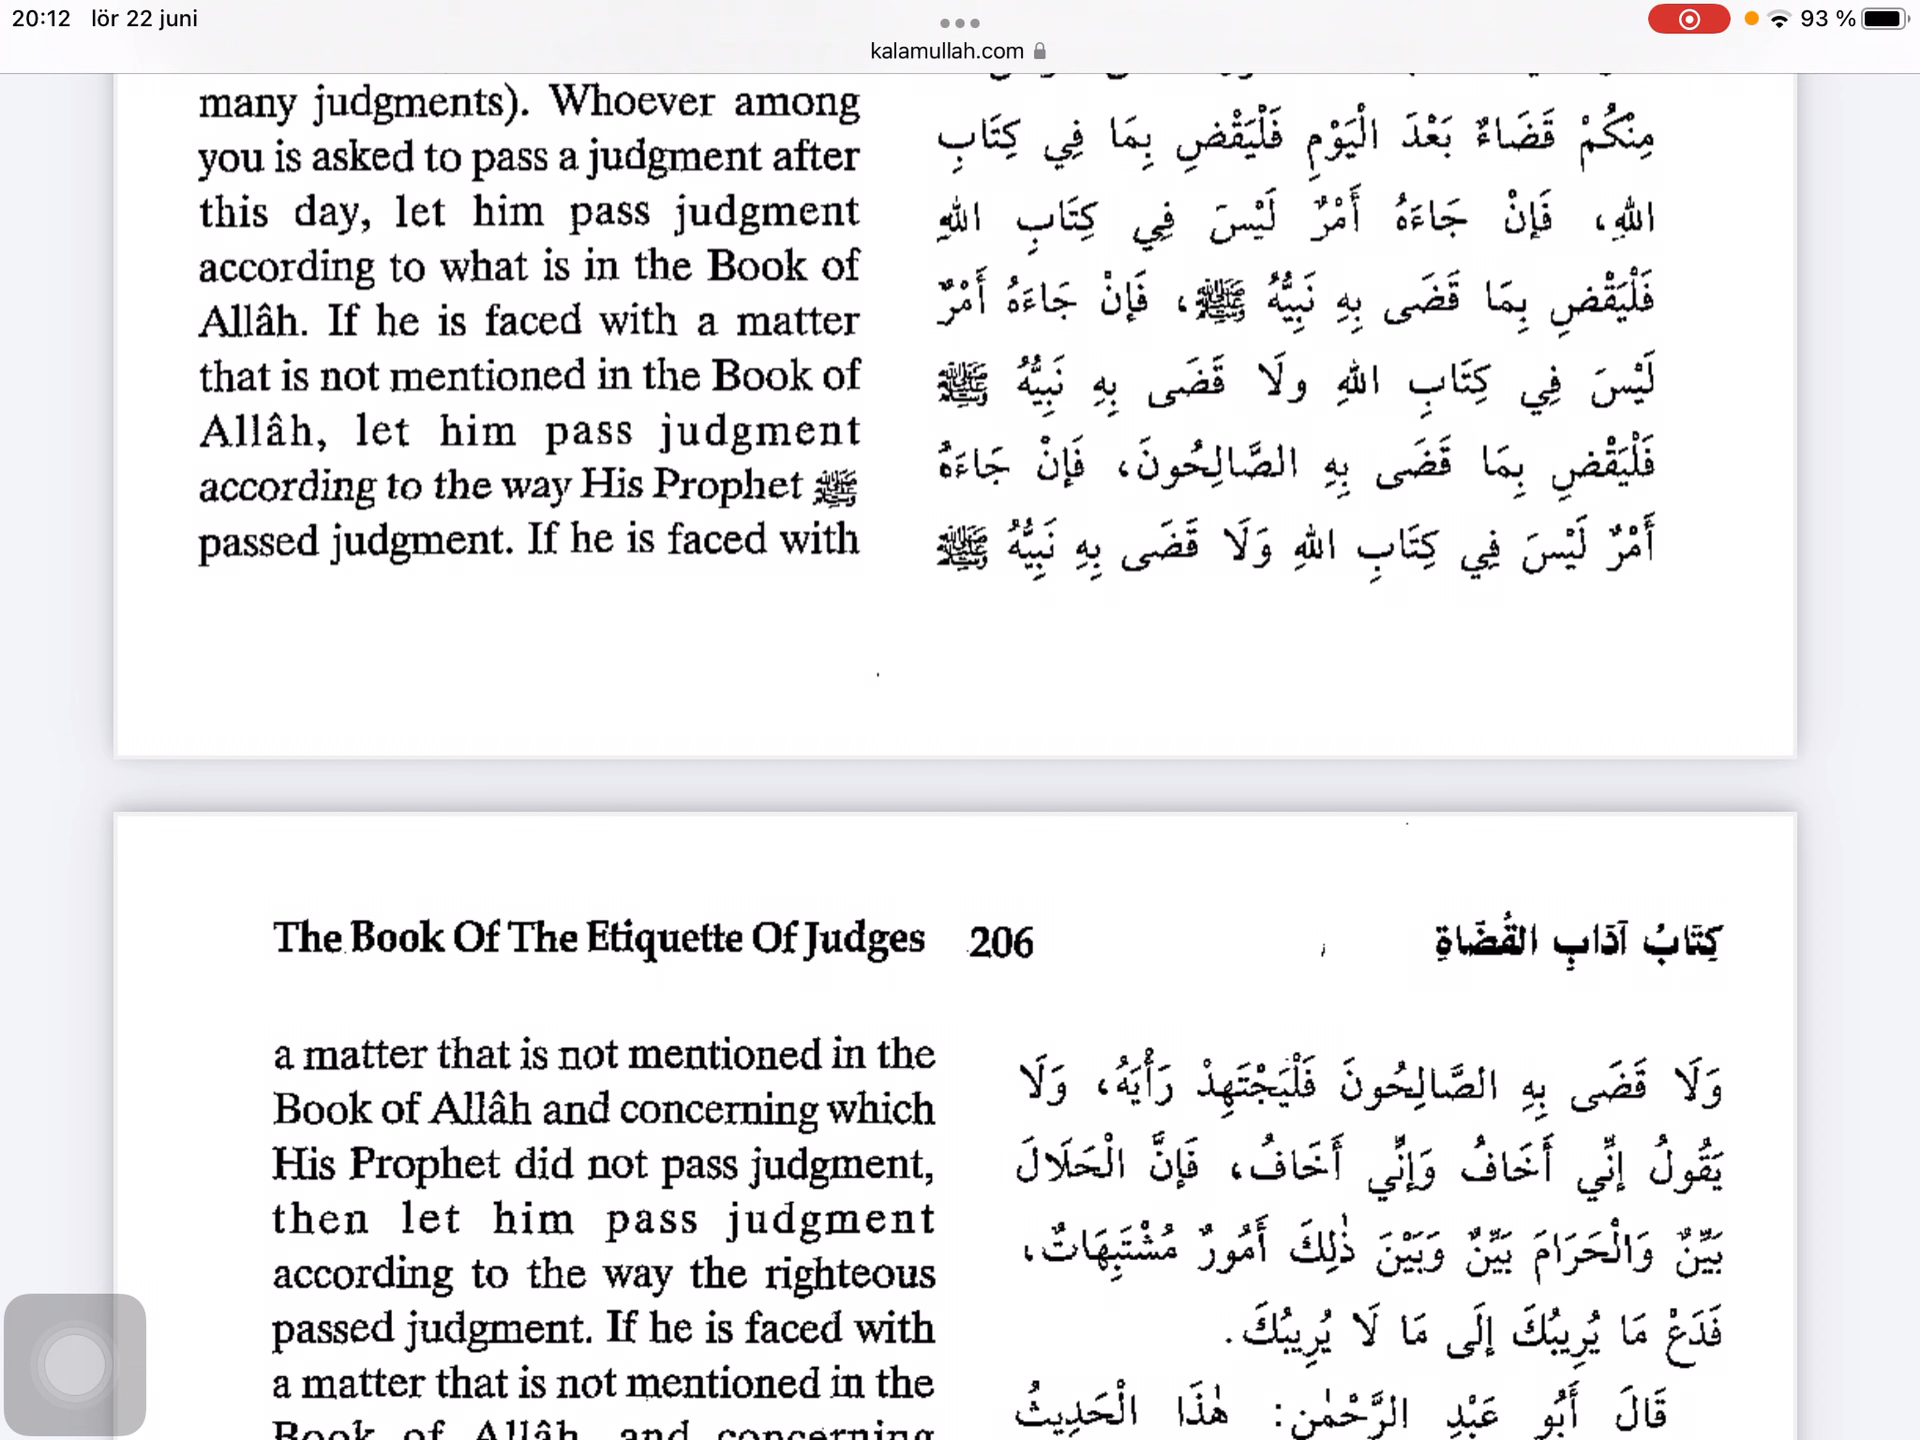 20:12 lör 22 juni
93 %
kalamullah.com
many judgments). Whoever among
you is asked to pass a judgment after
this day, let him pass judgment
according to what is in the Book of
Allâh. If he is faced with a matter
that is not mentioned in the Book of
Allâh, let him pass judgment
according to the way His Prophet ﷺ
passed judgment. If he is faced with
مِنْكُمْ قَضَاءٌ بَعْدَ الْيَوْمِ فَلْيَقْضِ بِمَا فِي كِتَابِ
اللهِ، فَإِنْ جَاءَهُ أَمْرٌ لَيْسَ فِي كِتَابِ اللهِ
فَلْيَقْضِ بِمَا قَضَى بِهِ نَبِيُّهُ ﷺ، فَإِنْ جَاءَهُ أَمْرٌ
لَيْسَ فِي كِتَابِ اللهِ ولَا قَضَى بِهِ نَبِيُّهُ ﷺ
فَلْيَقْضِ بِمَا قَضَى بِهِ الصَّالِحُونَ، فَإِنْ جَاءَهُ
أَمْرٌ لَيْسَ فِي كِتَابِ اللهِ وَلَا قَضَى بِهِ نَبِيُّهُ ﷺ
The Book Of The Etiquette Of Judges 206 كِتَابُ آدَابِ القُضَاةِ
a matter that is not mentioned in the
Book of Allâh and concerning which
His Prophet did not pass judgment,
then let him pass judgment
according to the way the righteous
passed judgment. If he is faced with
a matter that is not mentioned in the
Book of Allâh and concerning
وَلَا قَضَى بِهِ الصَّالِحُونَ فَلْيَجْتَهِدْ رَأْيَهُ، وَلَا
يَقُولُ إِنِّي أَخَافُ وَإِنِّي أَخَافُ، فَإِنَّ الْحَلَالَ
بَيِّنٌ وَالْحَرَامَ بَيِّنٌ وَبَيْنَ ذٰلِكَ أُمُورٌ مُشْتَبِهَاتٌ،
فَدَعْ مَا يُرِيبُكَ إِلَى مَا لَا يُرِيبُكَ.
قَالَ أَبُو عَبْدِ الرَّحْمٰنِ: هٰذَا الْحَدِيثُ